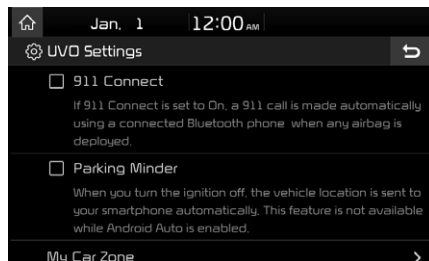 Jan. 1 12:00 AM
UVO Settings
911 Connect
If 911 Connect is set to On, a 911 call is made automatically
using a connected Bluetooth phone when any airbag is
deployed.
Parking Minder
When you turn the ignition off, the vehicle location is sent to
your smartphone automatically. This feature is not available
while Android Auto is enabled.
My Car Zone